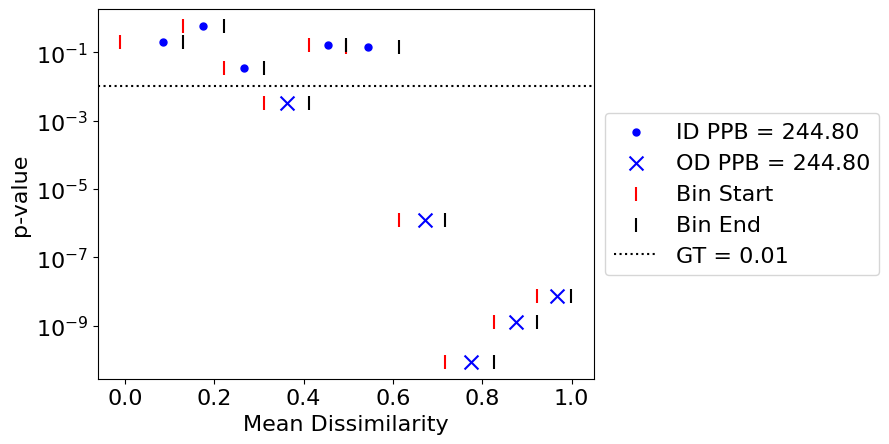 10⁻¹
10⁻³
10⁻⁵
10⁻⁷
10⁻⁹
p-value
0.0 0.2 0.4 0.6 0.8 1.0
Mean Dissimilarity
ID PPB = 244.80
OD PPB = 244.80
Bin Start
Bin End
GT = 0.01